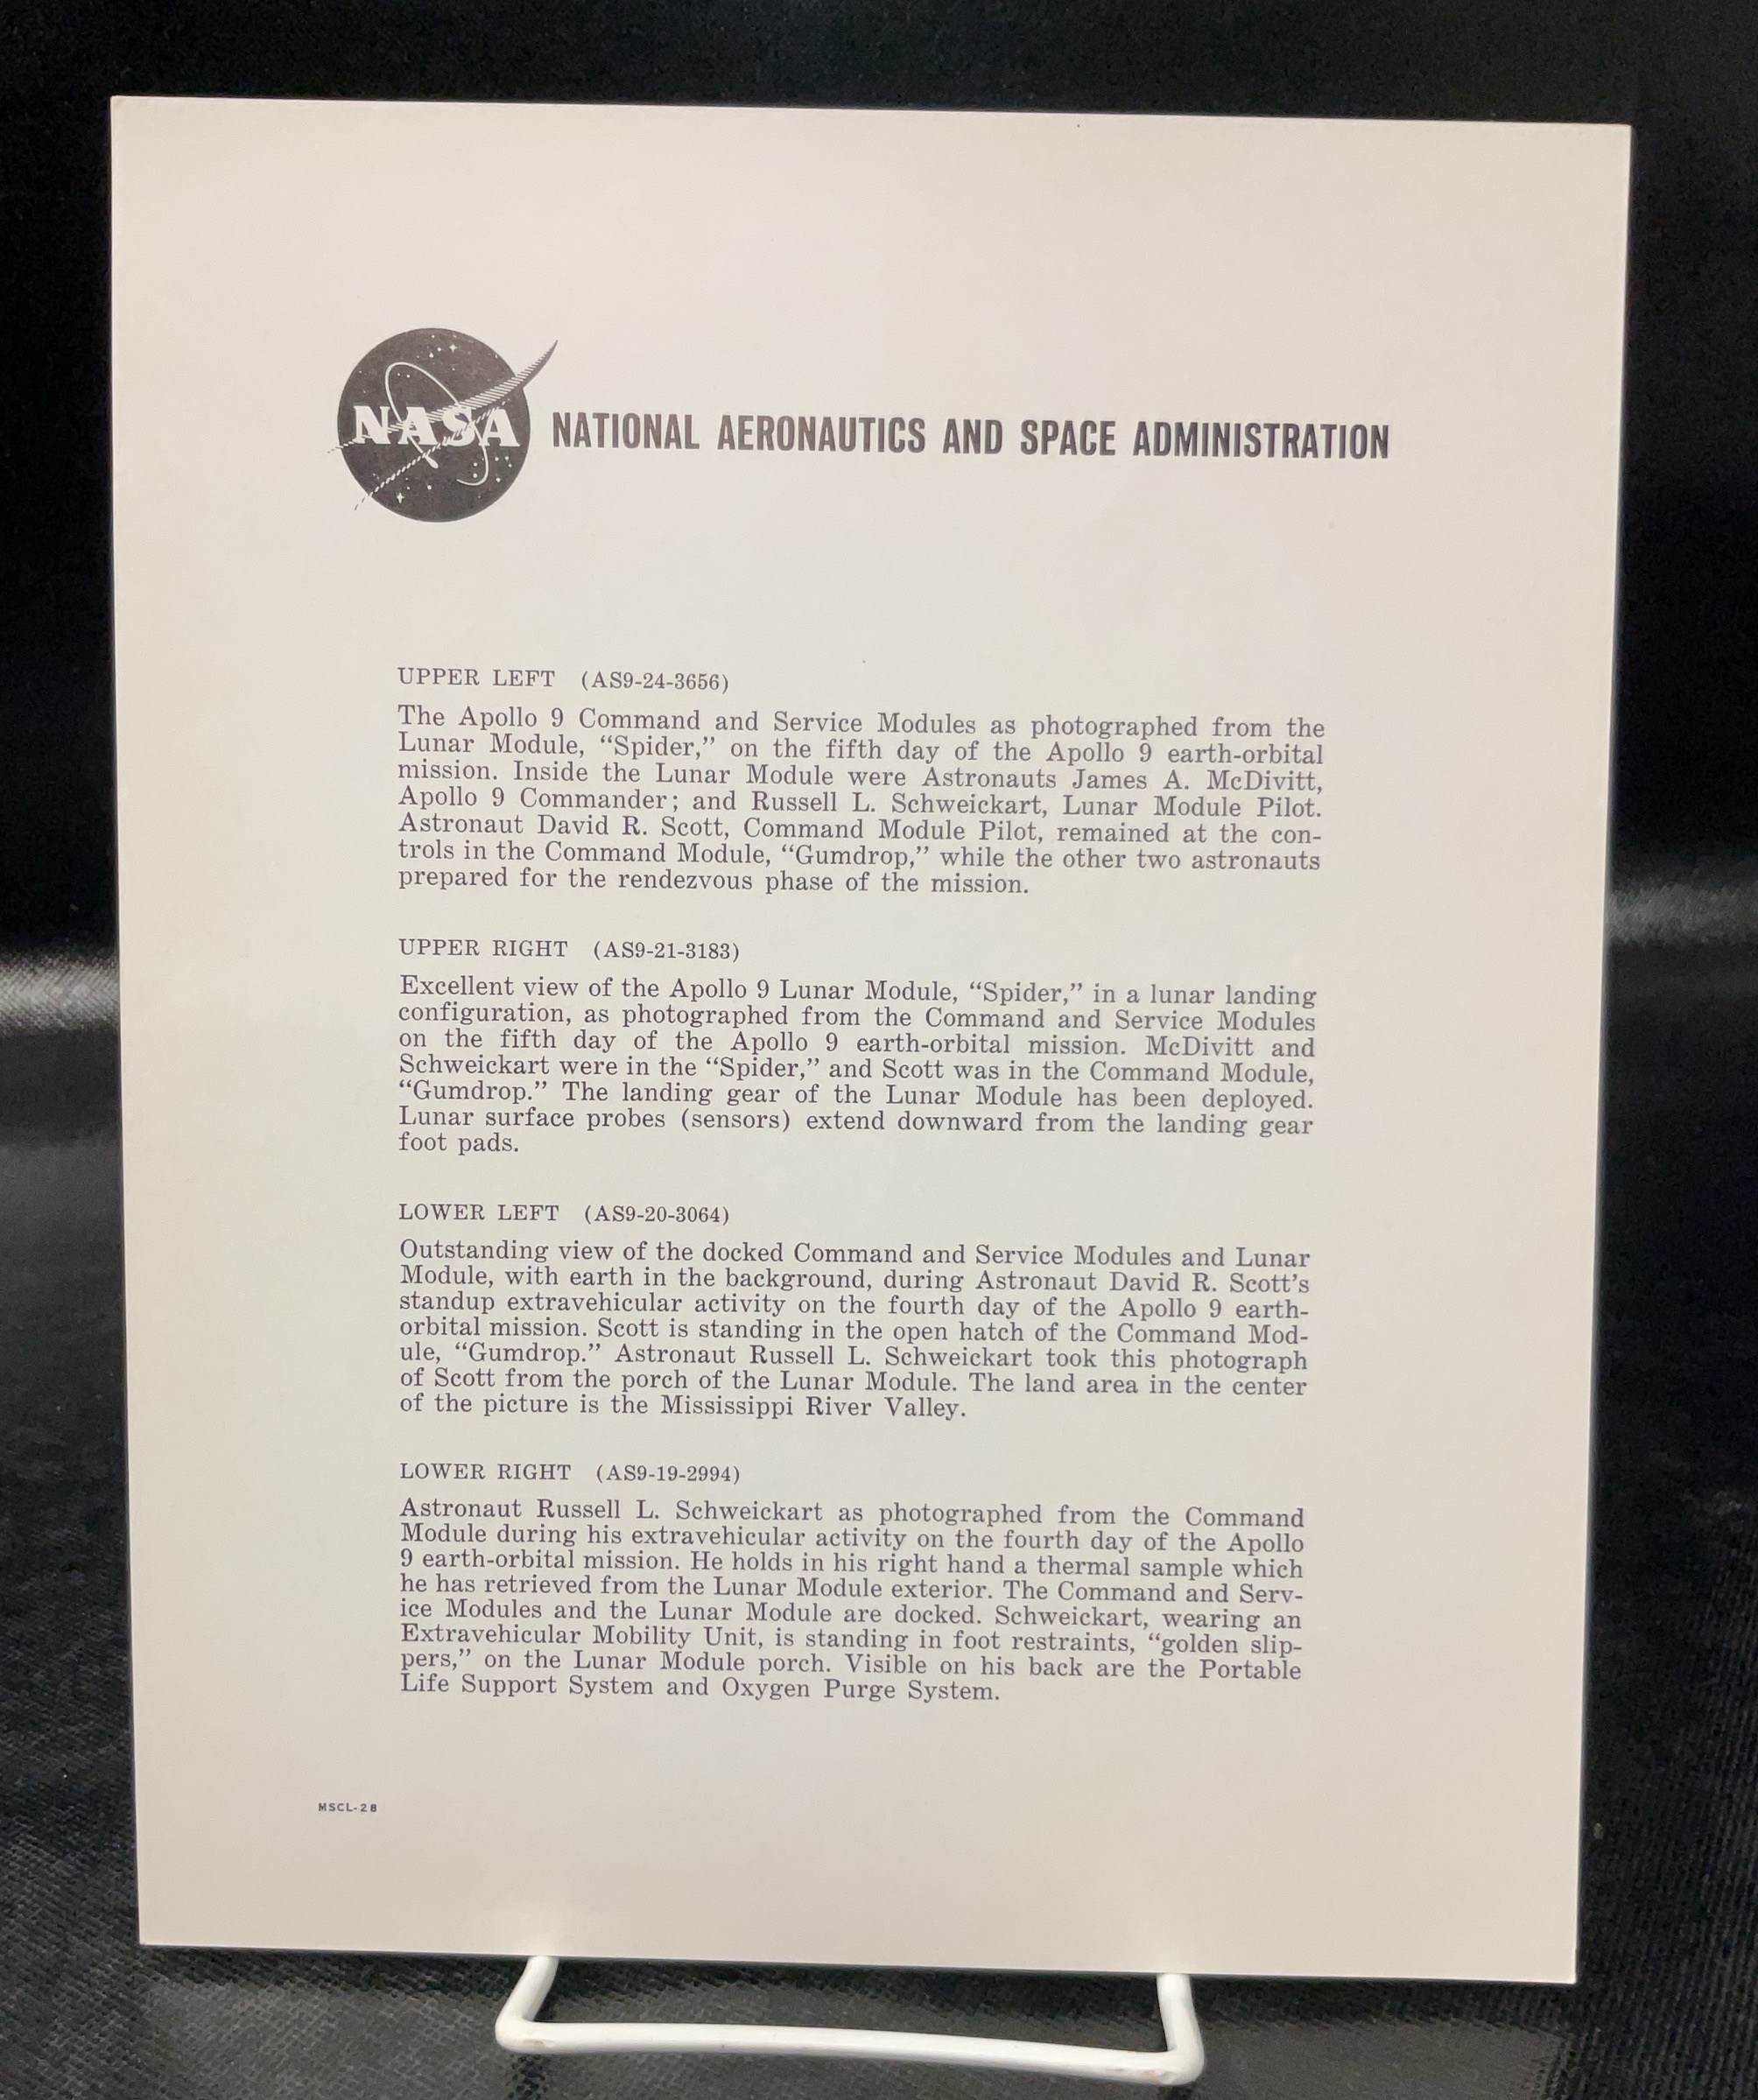 NASA NATIONAL AERONAUTICS AND SPACE ADMINISTRATION
UPPER LEFT (AS9-24-3656)
The Apollo 9 Command and Service Modules as photographed from the
Lunar Module, “Spider,” on the fifth day of the Apollo 9 earth-orbital
mission. Inside the Lunar Module were Astronauts James A. McDivitt,
Apollo 9 Commander; and Russell L. Schweickart, Lunar Module Pilot.
Astronaut David R. Scott, Command Module Pilot, remained at the con-
trols in the Command Module, “Gumdrop,” while the other two astronauts
prepared for the rendezvous phase of the mission.
UPPER RIGHT (AS9-21-3183)
Excellent view of the Apollo 9 Lunar Module, “Spider,” in a lunar landing
configuration, as photographed from the Command and Service Modules
on the fifth day of the Apollo 9 earth-orbital mission. McDivitt and
Schweickart were in the “Spider,” and Scott was in the Command Module,
“Gumdrop.” The landing gear of the Lunar Module has been deployed.
Lunar surface probes (sensors) extend downward from the landing gear
foot pads.
LOWER LEFT (AS9-20-3064)
Outstanding view of the docked Command and Service Modules and Lunar
Module, with earth in the background, during Astronaut David R. Scott’s
standup extravehicular activity on the fourth day of the Apollo 9 earth-
orbital mission. Scott is standing in the open hatch of the Command Mod-
ule, “Gumdrop.” Astronaut Russell L. Schweickart took this photograph
of Scott from the porch of the Lunar Module. The land area in the center
of the picture is the Mississippi River Valley.
LOWER RIGHT (AS9-19-2994)
Astronaut Russell L. Schweickart as photographed from the Command
Module during his extravehicular activity on the fourth day of the Apollo
9 earth-orbital mission. He holds in his right hand a thermal sample which
he has retrieved from the Lunar Module exterior. The Command and Serv-
ice Modules and the Lunar Module are docked. Schweickart, wearing an
Extravehicular Mobility Unit, is standing in foot restraints, “golden slip-
pers,” on the Lunar Module porch. Visible on his back are the Portable
Life Support System and Oxygen Purge System.
MSCL-28